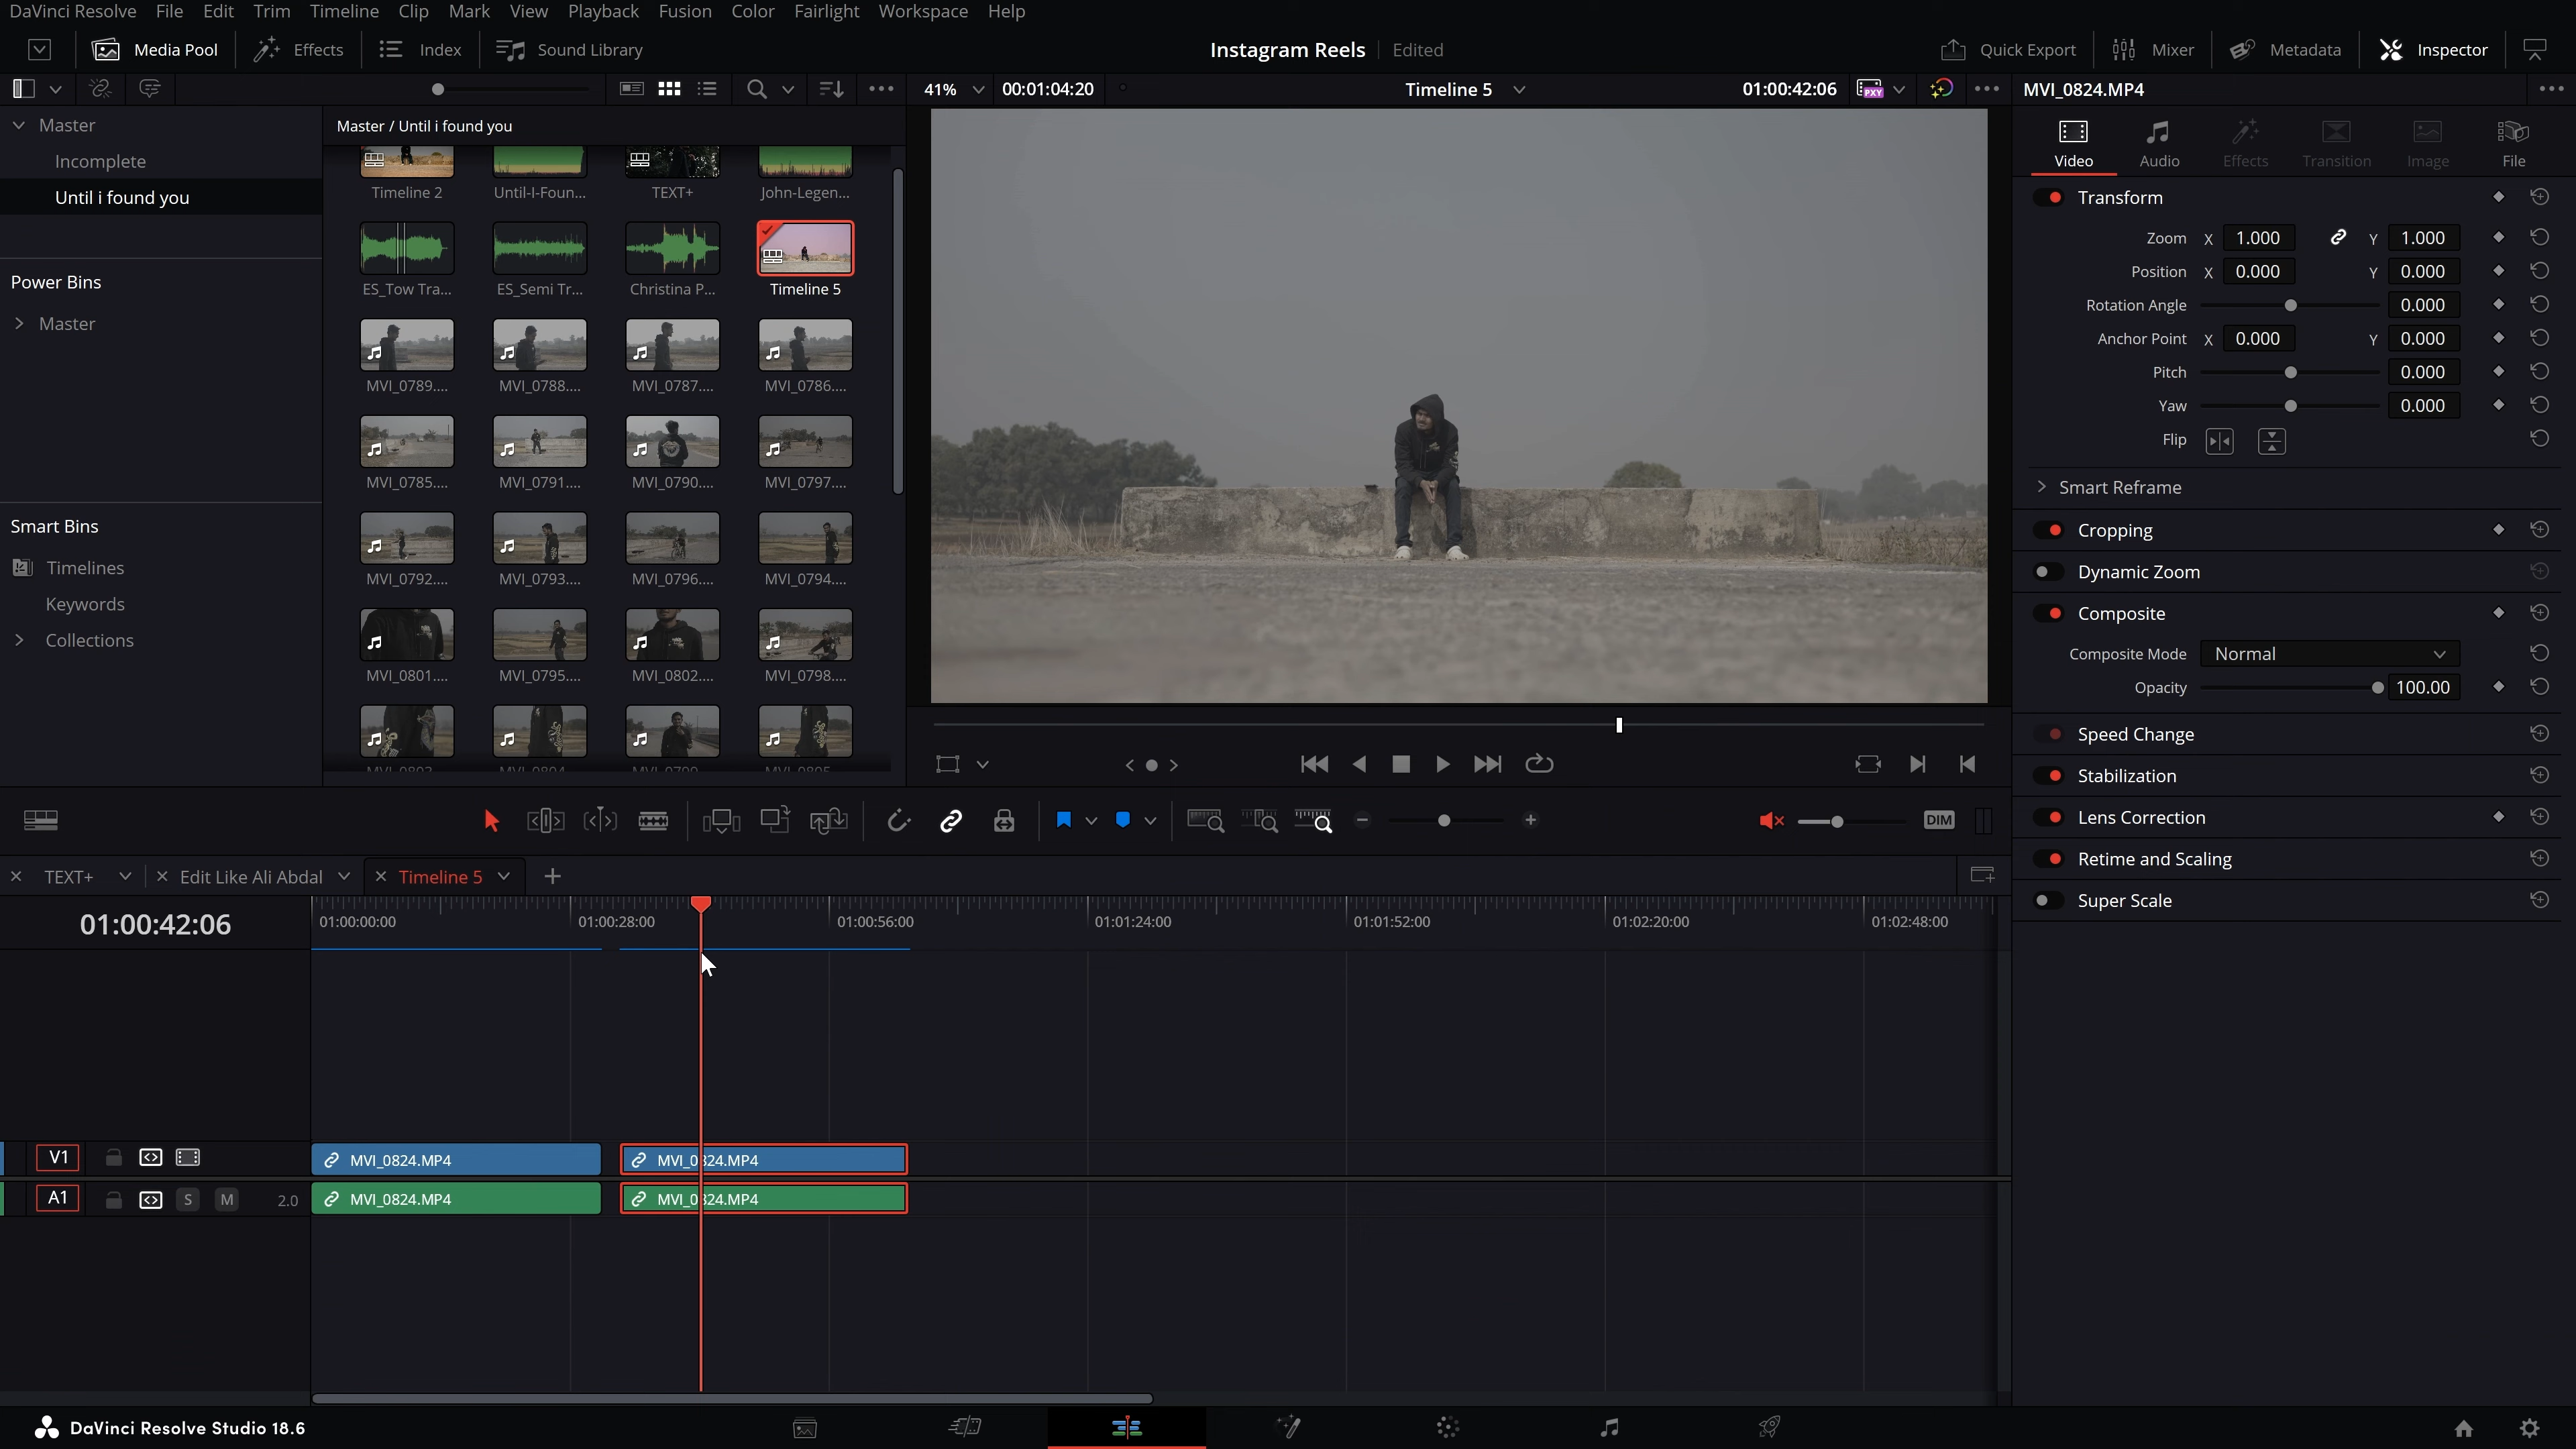 DaVinci Resolve File Edit Trim Timeline Clip Mark View Playback Fusion Color Fairlight Workspace Help
Media Pool Effects Index Sound Library Instagram Reels Edited Quick Export Mixer Metadata Inspector
41% 00:01:04:20 Timeline 5 01:00:42:06 PXY MVI_0824.MP4
Master
Incomplete
Until i found you
Power Bins
Master
Smart Bins
Timelines
Keywords
Collections
Master / Until i found you
Timeline 2 Until-I-Foun... TEXT+ John-Legen...
ES_Tow Tra... ES_Semi Tr... Christina P... Timeline 5
MVI_0789.... MVI_0788.... MVI_0787.... MVI_0786....
MVI_0785.... MVI_0791.... MVI_0790.... MVI_0797....
MVI_0792.... MVI_0793.... MVI_0796.... MVI_0794....
MVI_0801.... MVI_0795.... MVI_0802.... MVI_0798....
Video Audio Effects Transition Image File
Transform
Zoom X 1.000 Y 1.000
Position X 0.000 Y 0.000
Rotation Angle 0.000
Anchor Point X 0.000 Y 0.000
Pitch 0.000
Yaw 0.000
Flip
Smart Reframe
Cropping
Dynamic Zoom
Composite
Composite Mode Normal
Opacity 100.00
Speed Change
Stabilization
Lens Correction
Retime and Scaling
Super Scale
DIM
TEXT+ Edit Like Ali Abdal Timeline 5
01:00:42:06
01:00:00:00 01:00:28:00 01:00:56:00 01:01:24:00 01:01:52:00 01:02:20:00 01:02:48:00
V1 MVI_0824.MP4 MVI_0824.MP4
A1 S M 2.0 MVI_0824.MP4 MVI_0824.MP4
DaVinci Resolve Studio 18.6